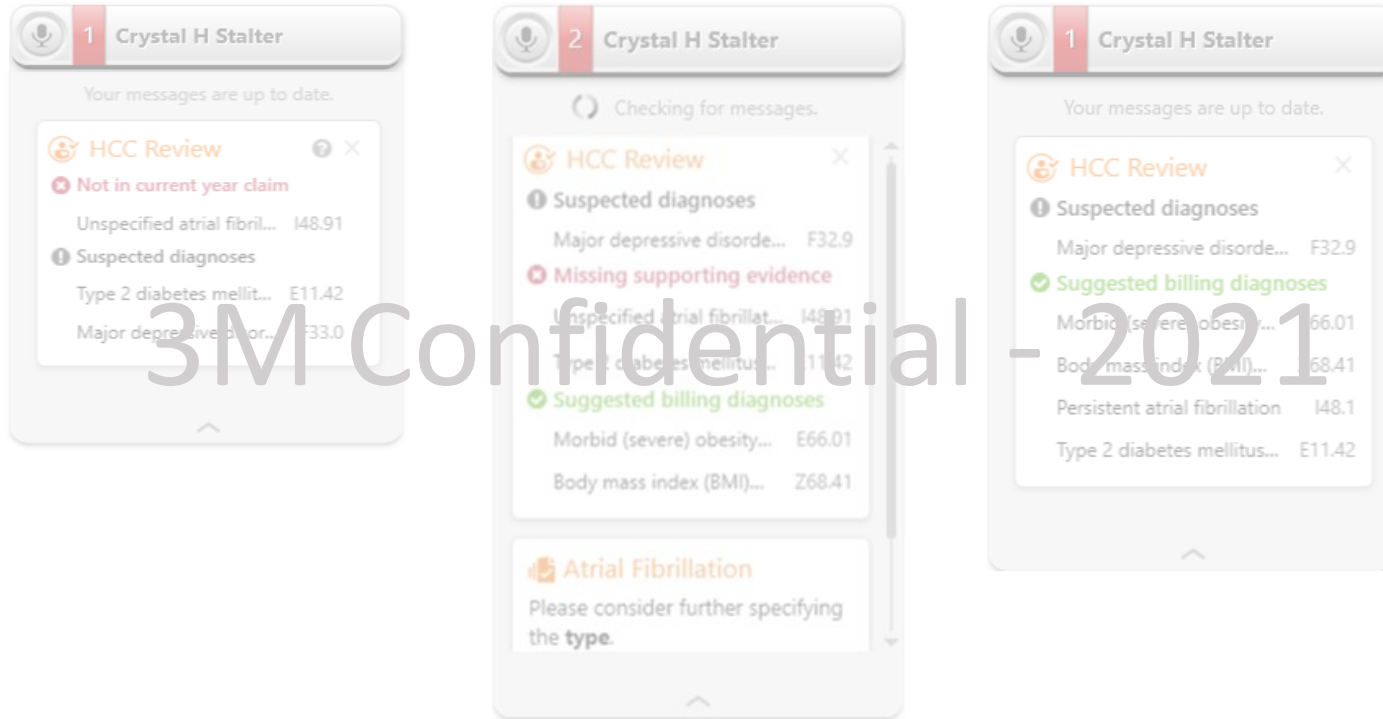 1 Crystal H Stalter
Your messages are up to date.
HCC Review
Not in current year claim
Unspecified atrial fibril... I48.91
Suspected diagnoses
Type 2 diabetes mellit... E11.42
Major depressive disor... F33.0
2 Crystal H Stalter
Checking for messages.
HCC Review
Suspected diagnoses
Major depressive disorde... F32.9
Missing supporting evidence
Unspecified atrial fibrillat... I48.91
Type 2 diabetes mellitus... E11.42
Suggested billing diagnoses
Morbid (severe) obesity... E66.01
Body mass index (BMI)... Z68.41
Atrial Fibrillation
Please consider further specifying
the type.
1 Crystal H Stalter
Your messages are up to date.
HCC Review
Suspected diagnoses
Major depressive disorde... F32.9
Suggested billing diagnoses
Morbid (severe) obesity... E66.01
Body mass index (BMI)... Z68.41
Persistent atrial fibrillation I48.1
Type 2 diabetes mellitus... E11.42
3M Confidential - 2021